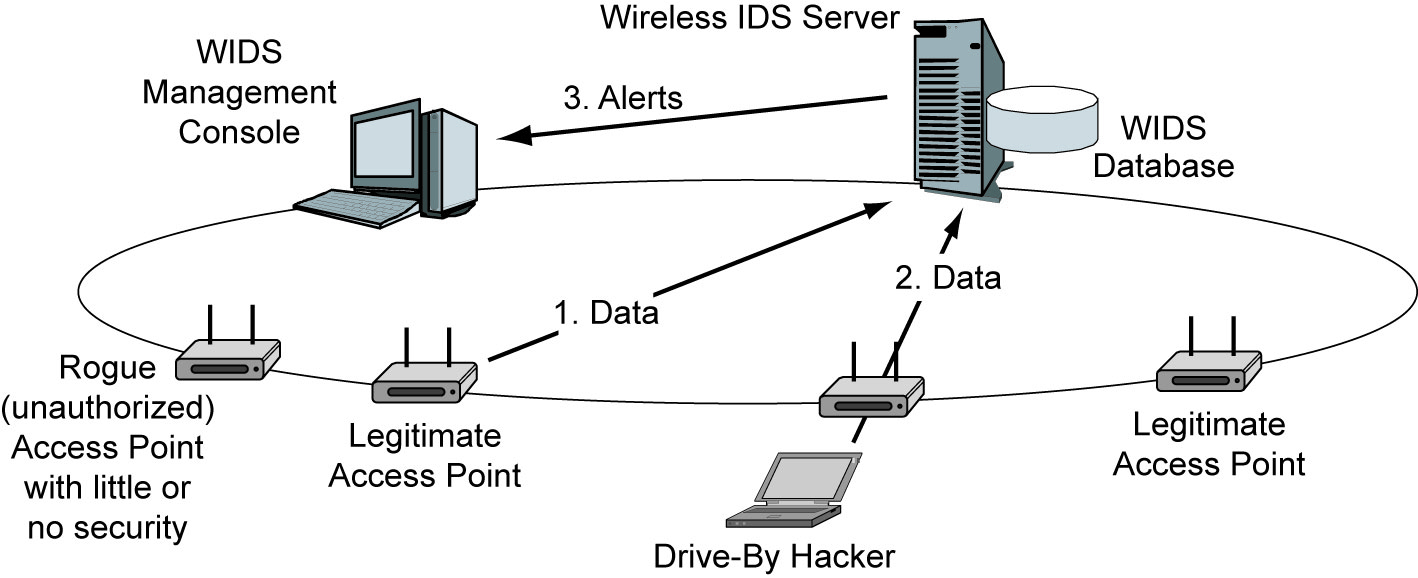 Wireless IDS Server
WIDS
Management
Console
3. Alerts
WIDS
Database
2. Data
1. Data
Rogue
(unauthorized)
Access Point
with little or
no security
Legitimate
Access Point
Legitimate
Access Point
Drive-By Hacker